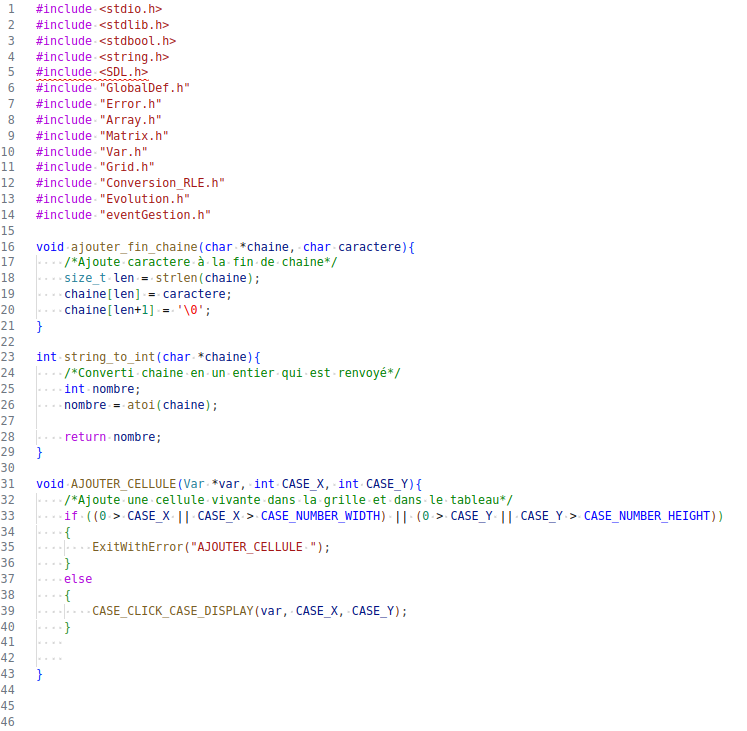 1 #include <stdio.h>
2 #include <stdlib.h>
3 #include <stdbool.h>
4 #include <string.h>
5 #include <SDL.h>
6 #include "GlobalDef.h"
7 #include "Error.h"
8 #include "Array.h"
9 #include "Matrix.h"
10 #include "Var.h"
11 #include "Grid.h"
12 #include "Conversion_RLE.h"
13 #include "Evolution.h"
14 #include "eventGestion.h"
15
16 void ajouter_fin_chaine(char *chaine, char caractere){
17     /*Ajoute caractere à la fin de chaine*/
18     size_t len = strlen(chaine);
19     chaine[len] = caractere;
20     chaine[len+1] = '\0';
21 }
22
23 int string_to_int(char *chaine){
24     /*Converti chaine en un entier qui est renvoyé*/
25     int nombre;
26     nombre = atoi(chaine);
27
28     return nombre;
29 }
30
31 void AJOUTER_CELLULE(Var *var, int CASE_X, int CASE_Y){
32     /*Ajoute une cellule vivante dans la grille et dans le tableau*/
33     if ((0 > CASE_X || CASE_X > CASE_NUMBER_WIDTH) || (0 > CASE_Y || CASE_Y > CASE_NUMBER_HEIGHT))
34     {
35         ExitWithError("AJOUTER_CELLULE ");
36     }
37     else
38     {
39         CASE_CLICK_CASE_DISPLAY(var, CASE_X, CASE_Y);
40     }
41
42
43 }
44
45
46